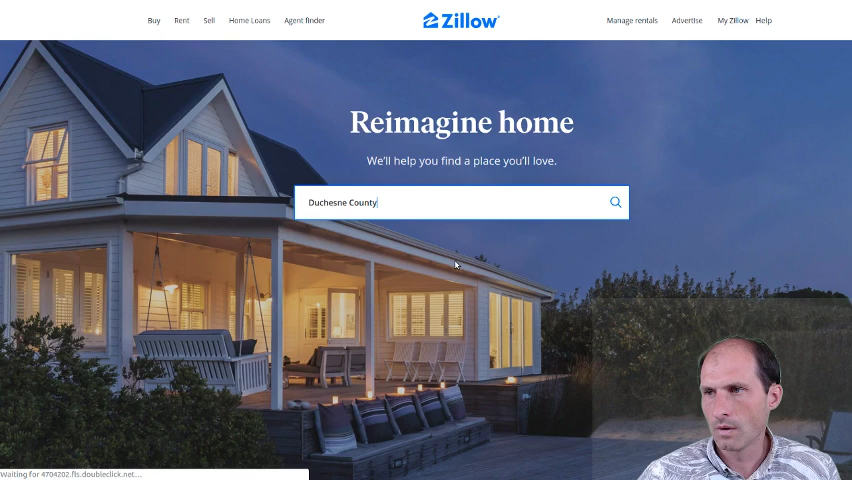 Buy Rent Sell Home Loans Agent finder Zillow Manage rentals Advertise My Zillow Help
Reimagine home
We'll help you find a place you'll love.
Duchesne County
Waiting for 4704202.fls.doubleclick.net...